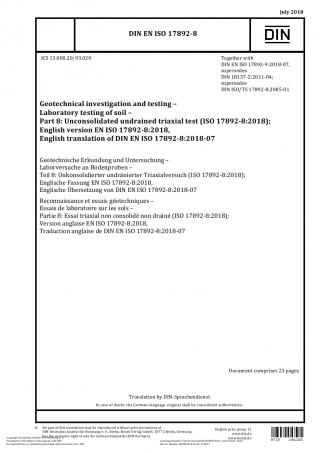 July 2018
DIN EN ISO 17892-8
DIN
ICS 13.080.20; 93.020
Together with
DIN EN ISO 17892-9:2018-07,
supersedes
DIN 18137-2:2011-04;
supersedes
DIN ISO/TS 17892-8:2005-01
Geotechnical investigation and testing –
Laboratory testing of soil –
Part 8: Unconsolidated undrained triaxial test (ISO 17892-8:2018);
English version EN ISO 17892-8:2018,
English translation of DIN EN ISO 17892-8:2018-07
Geotechnische Erkundung und Untersuchung –
Laborversuche an Bodenproben –
Teil 8: Unkonsolidierter undränierter Triaxialversuch (ISO 17892-8:2018);
Englische Fassung EN ISO 17892-8:2018,
Englische Übersetzung von DIN EN ISO 17892-8:2018-07
Reconnaissance et essais géotechniques –
Essais de laboratoire sur les sols –
Partie 8: Essai triaxial non consolidé non drainé (ISO 17892-8:2018);
Version anglaise EN ISO 17892-8:2018,
Traduction anglaise de DIN EN ISO 17892-8:2018-07
Document comprises 23 pages
Translation by DIN-Sprachendienst.
In case of doubt, the German-language original shall be considered authoritative.
No part of this translation may be reproduced without prior permission of
DIN Deutsches Institut für Normung e. V., Berlin. Beuth Verlag GmbH, 10772 Berlin, Germany,
has the exclusive right of sale for German Standards (DIN-Normen).
English price group 12
www.din.de
www.beuth.de